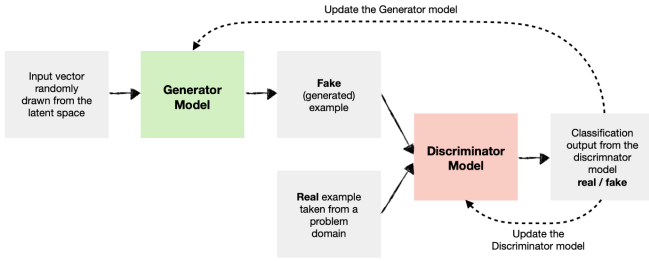 Update the Generator model
Input vector
randomly
drawn from the
latent space
Generator
Model
Fake
(generated)
example
Discriminator
Model
Classification
output from the
discrimnator
model
real / fake
Real example
taken from a
problem
domain
Update the
Discriminator model